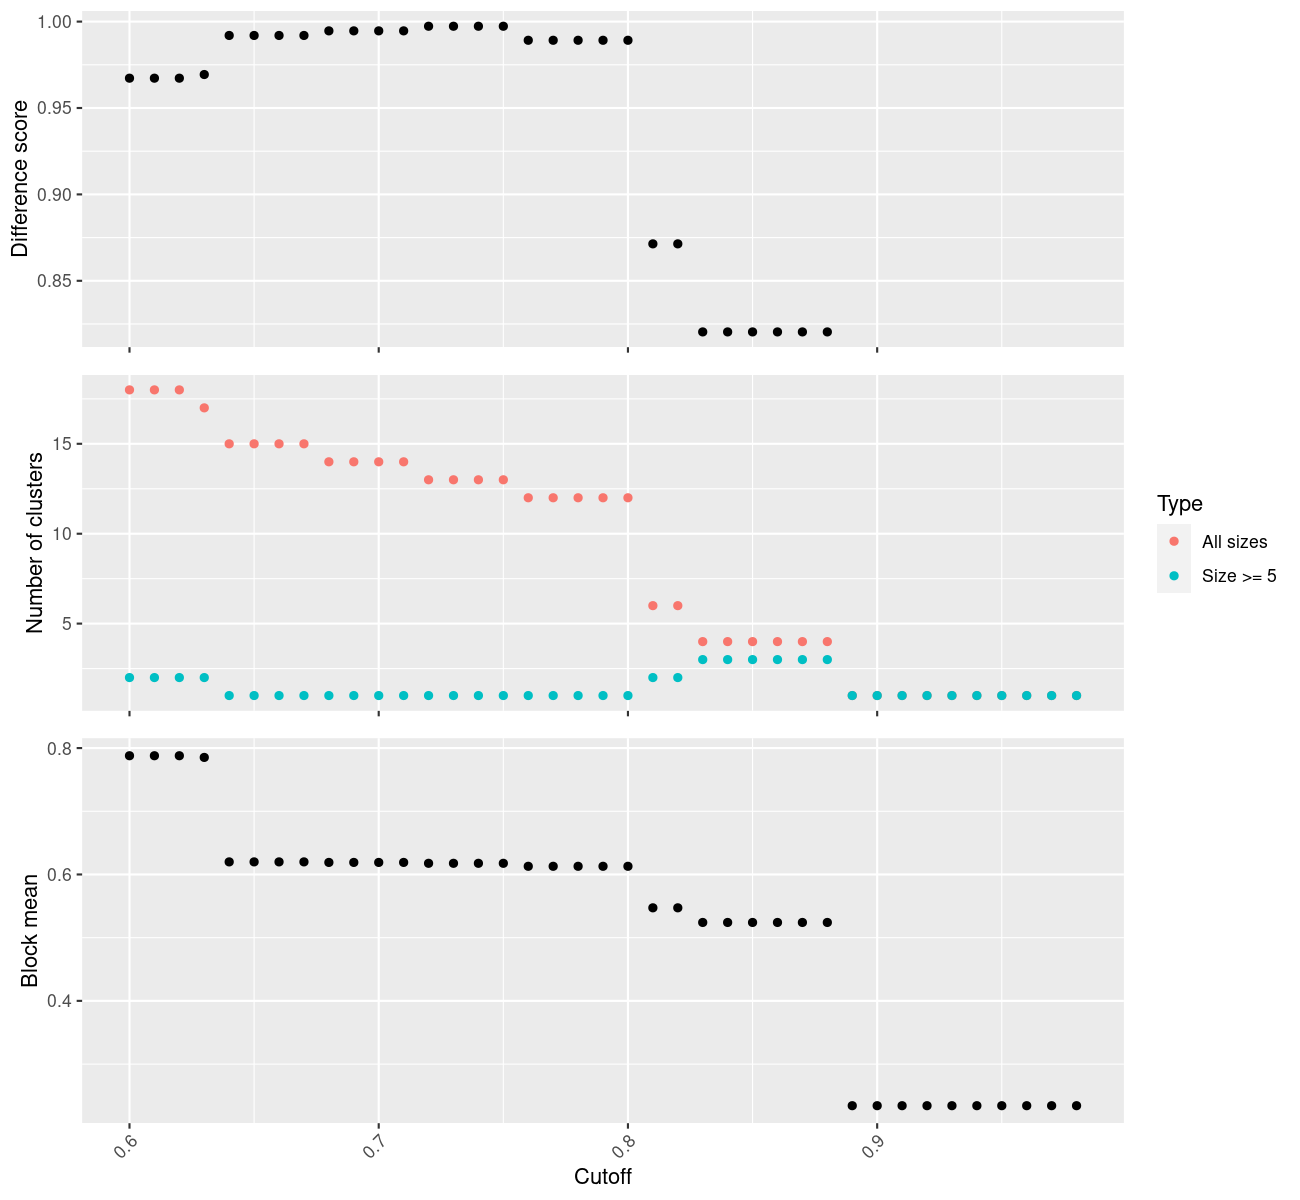 Difference score
1.00
0.95
0.90
0.85
Number of clusters
15
10
5
Type
All sizes
Size >= 5
Block mean
0.8
0.6
0.4
0.6
0.7
0.8
0.9
Cutoff